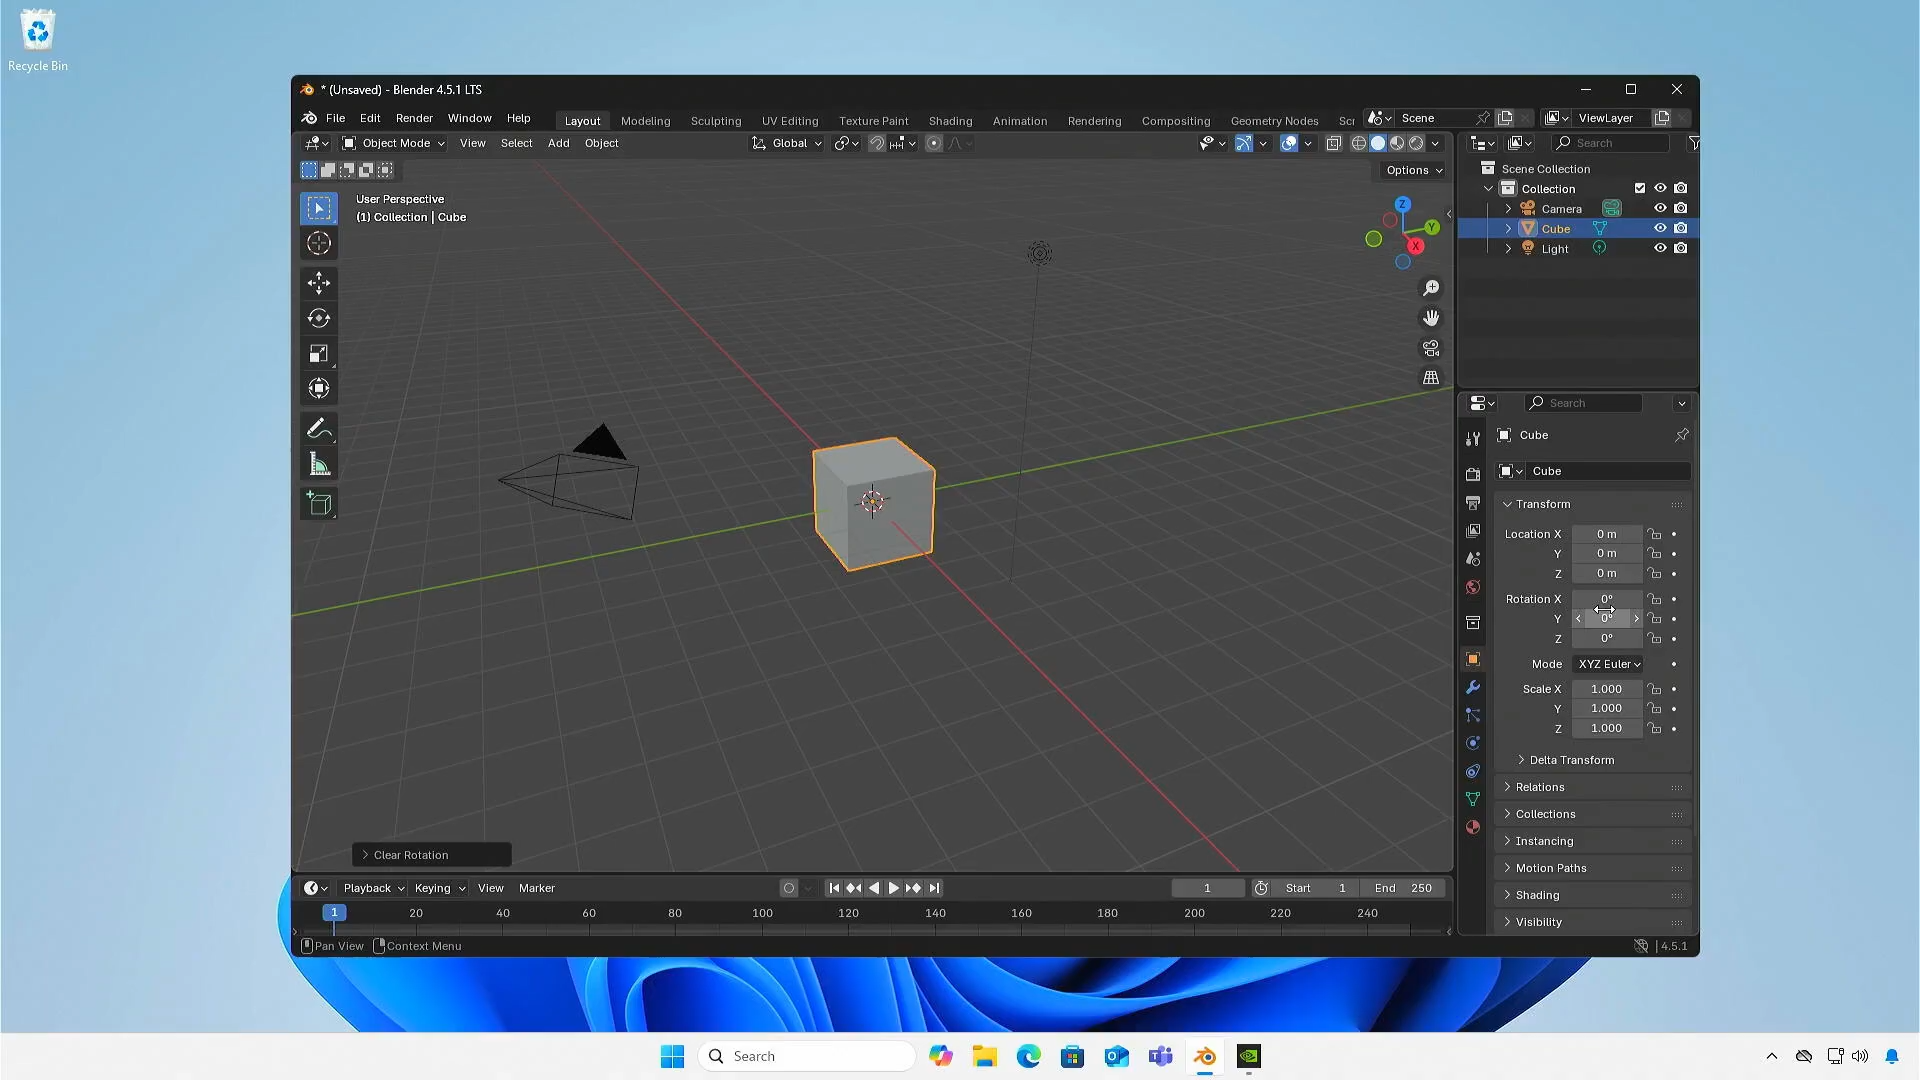 Recycle Bin
* (Unsaved) - Blender 4.5.1 LTS
File Edit Render Window Help
Layout Modeling Sculpting UV Editing Texture Paint Shading Animation Rendering Compositing Geometry Nodes Scr
Scene
ViewLayer
Object Mode View Select Add Object
Global
Options
User Perspective
(1) Collection | Cube
Z
Y
X
Search
Scene Collection
Collection
Camera
Cube
Light
Search
Cube
Cube
Transform
Location X 0 m
Y 0 m
Z 0 m
Rotation X 0°
Y 0°
Z 0°
Mode XYZ Euler
Scale X 1.000
Y 1.000
Z 1.000
Delta Transform
Relations
Collections
Instancing
Motion Paths
Shading
Visibility
Clear Rotation
Playback Keying View Marker
1
Start 1
End 250
1 20 40 60 80 100 120 140 160 180 200 220 240
Pan View Context Menu
4.5.1
Search